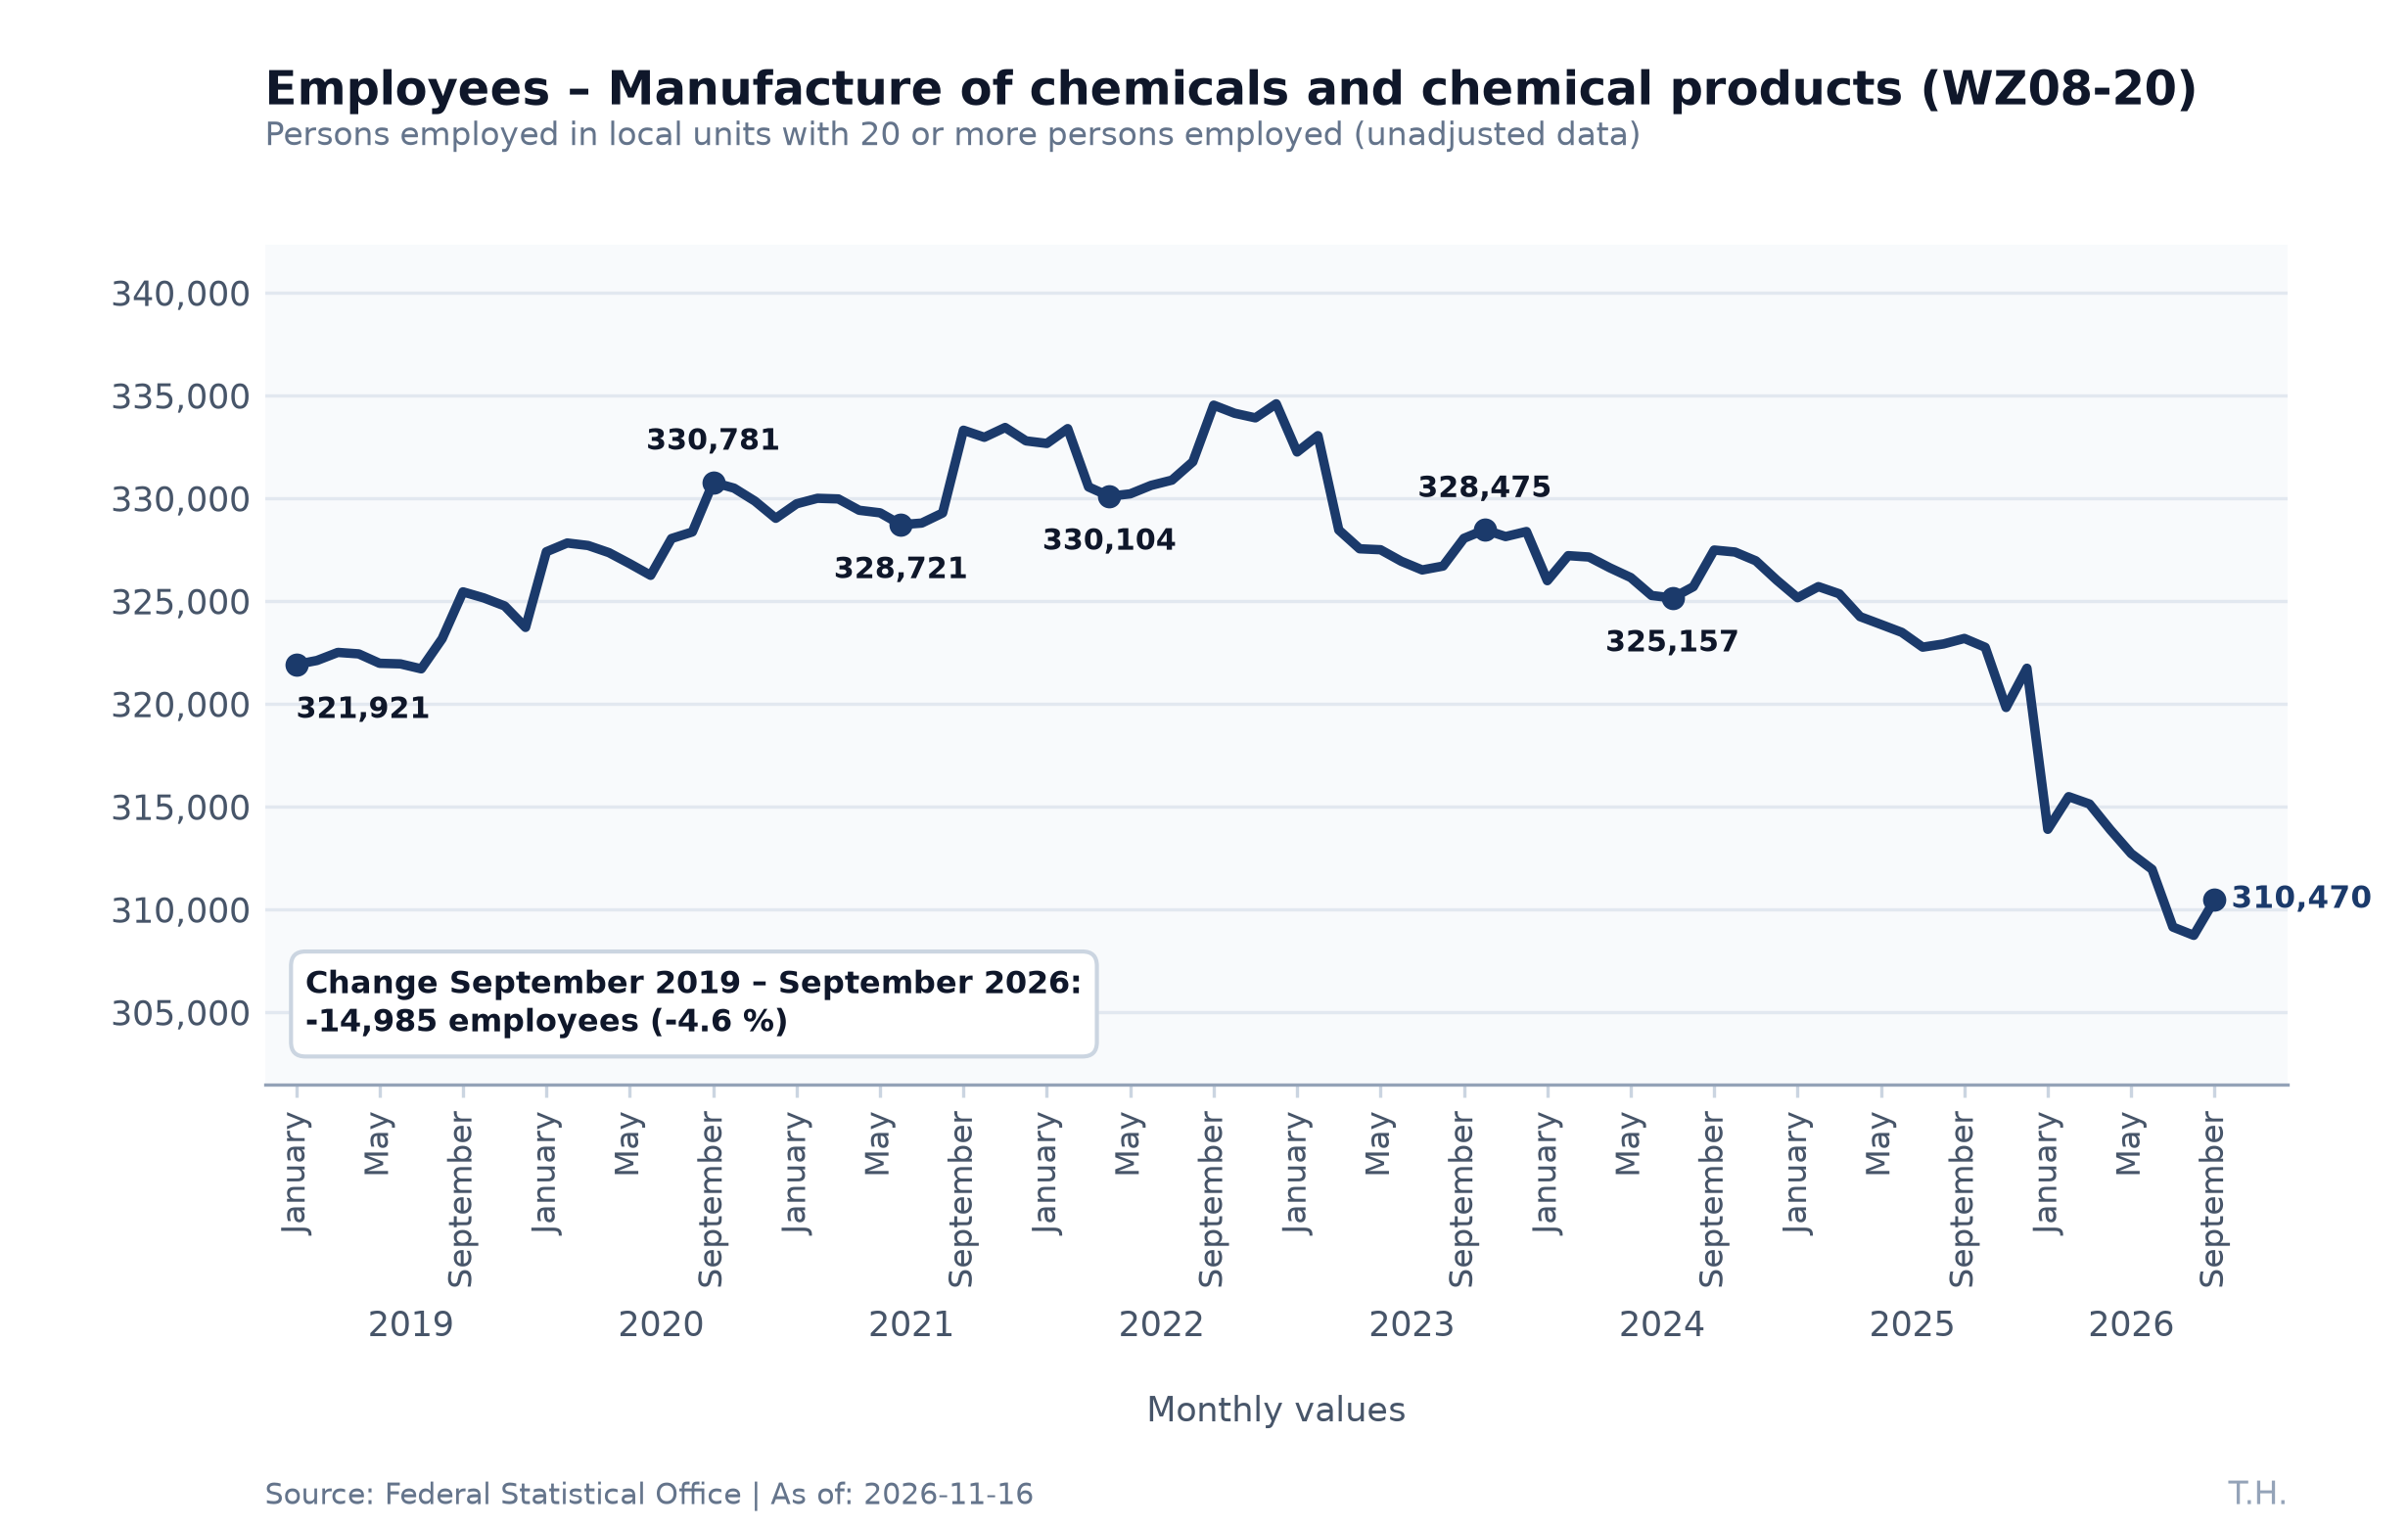 Employees – Manufacture of chemicals and chemical products (WZ08-20)
Persons employed in local units with 20 or more persons employed (unadjusted data)
340,000
335,000
330,000
325,000
320,000
315,000
310,000
305,000
321,921
330,781
328,721
330,104
328,475
325,157
310,470
Change September 2019 – September 2026:
-14,985 employees (-4.6 %)
January
May
September
January
May
September
January
May
September
January
May
September
January
May
September
January
May
September
January
May
September
January
May
September
2019
2020
2021
2022
2023
2024
2025
2026
Monthly values
Source: Federal Statistical Office | As of: 2026-11-16
T.H.